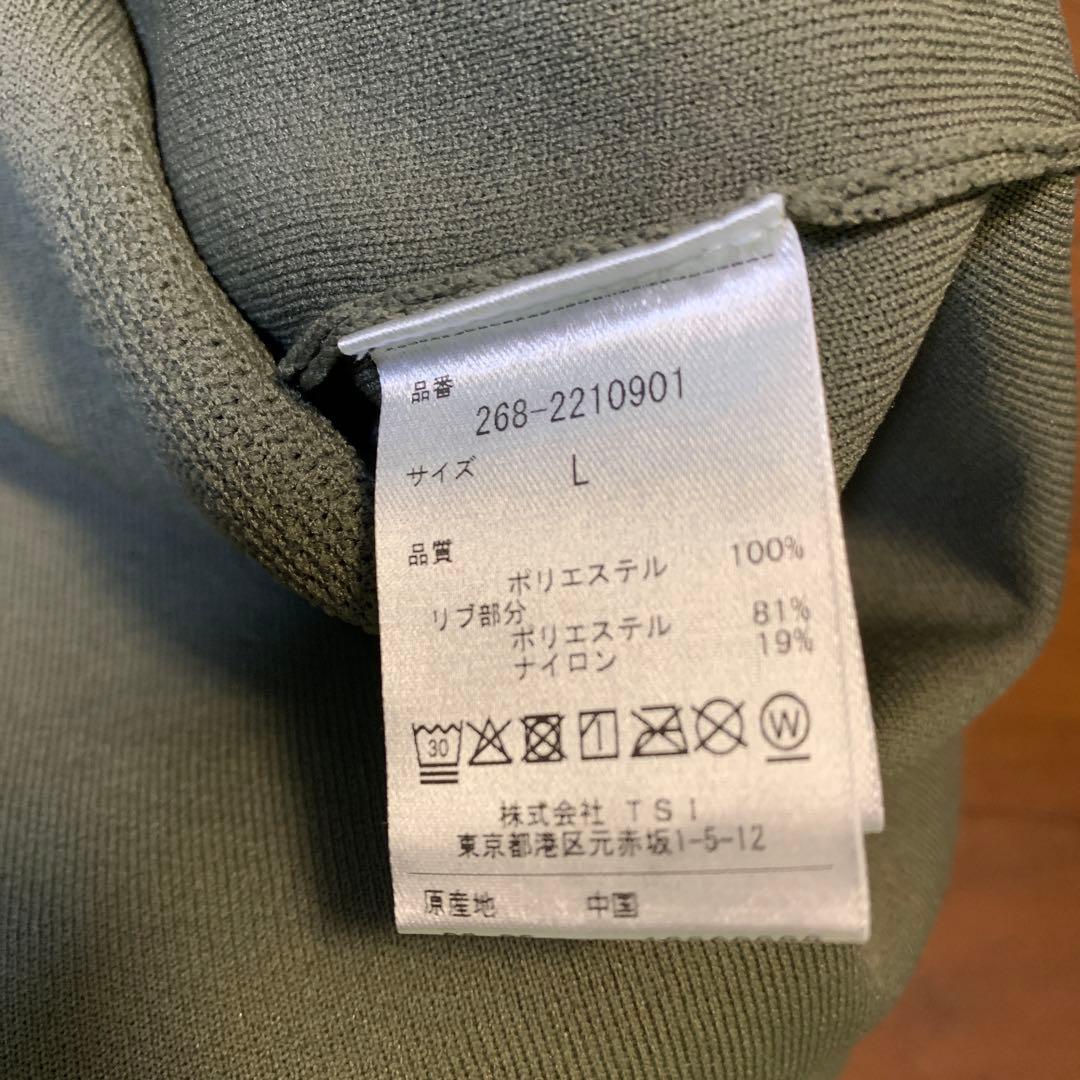 品番
268-2210901
サイズ L
品質
ポリエステル 100%
リブ部分
ポリエステル 81%
ナイロン 19%
30 W
株式会社 TSI
東京都港区元赤坂1-5-12
原産地 中国